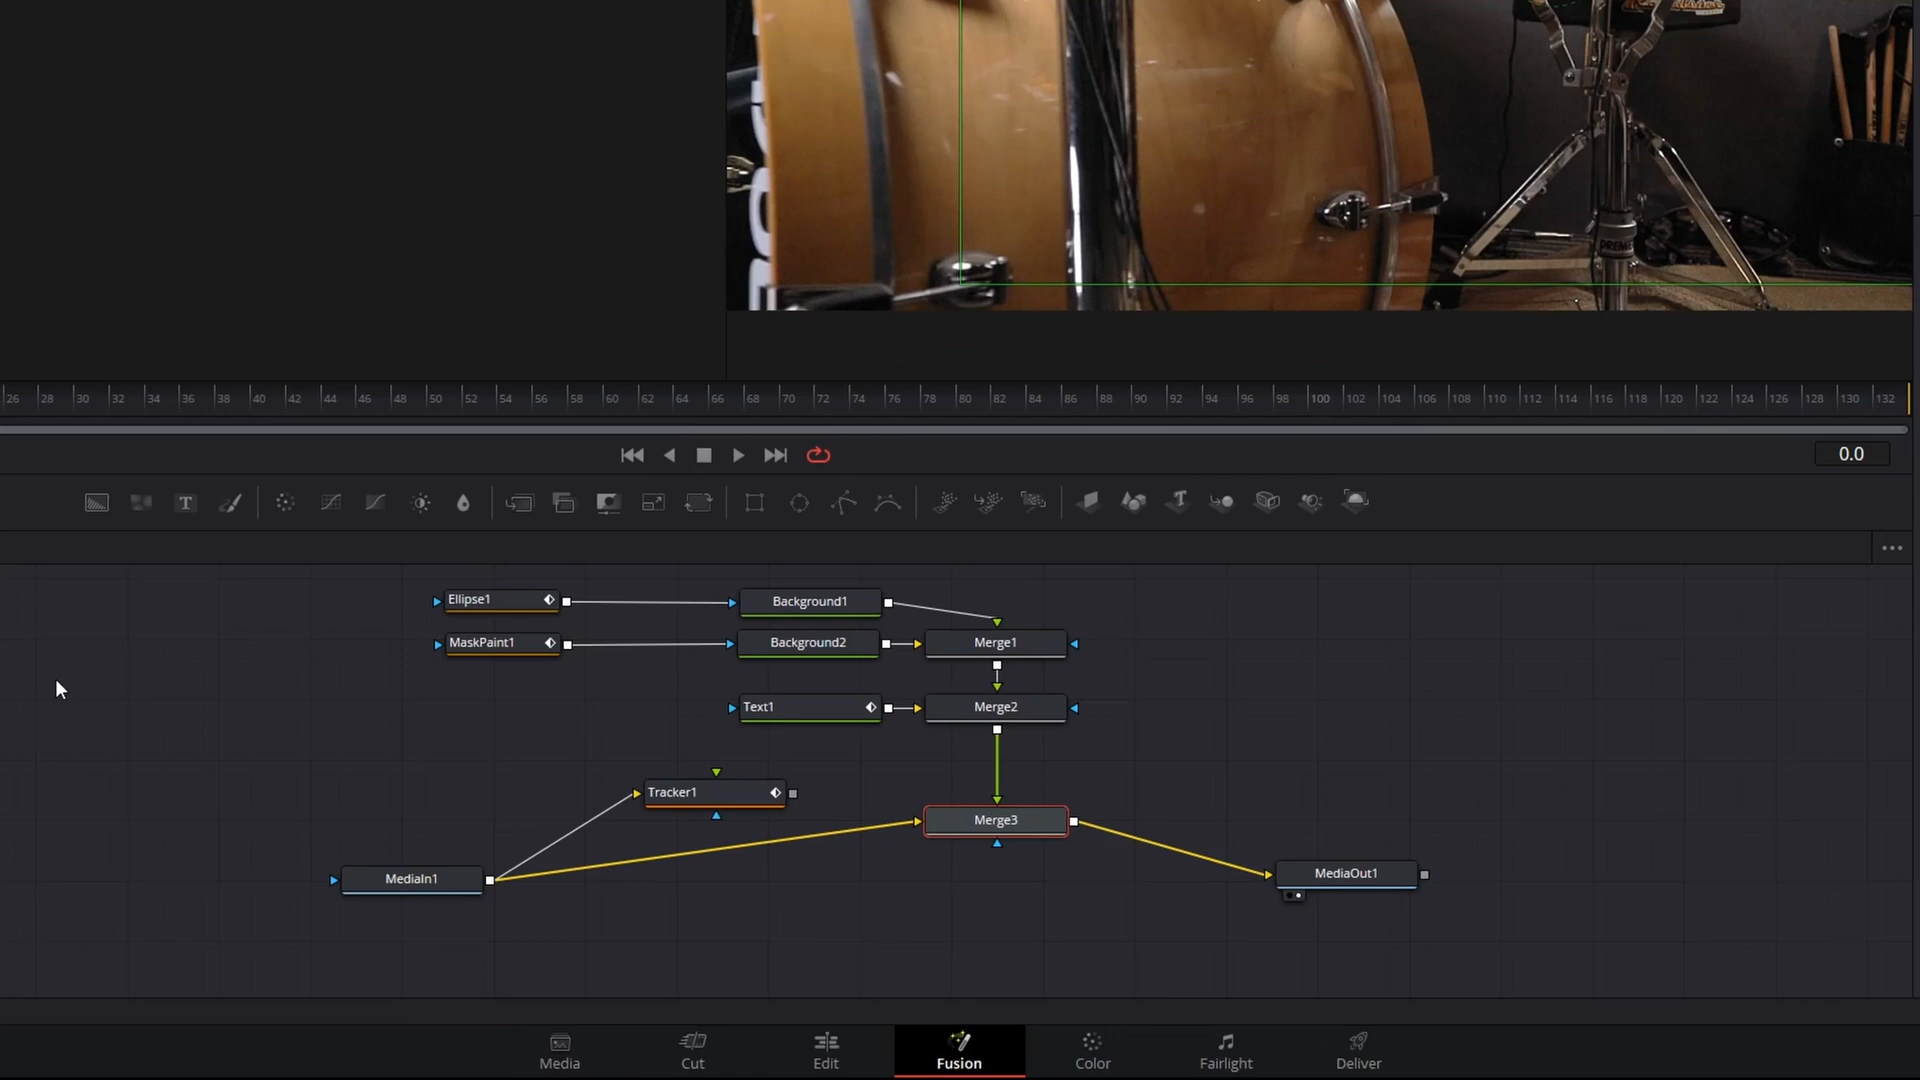 PREMIE
26 28 30 32 34 36 38 40 42 44 46 48 50 52 54 56 58 60 62 64 66 68 70 72 74 76 78 80 82 84 86 88 90 92 94 96 98 100 102 104 106 108 110 112 114 116 118 120 122 124 126 128 130 132
0.0
T
Ellipse1
Background1
MaskPaint1
Background2
Merge1
Text1
Merge2
Tracker1
Merge3
MediaIn1
MediaOut1
Media
Cut
Edit
Fusion
Color
Fairlight
Deliver